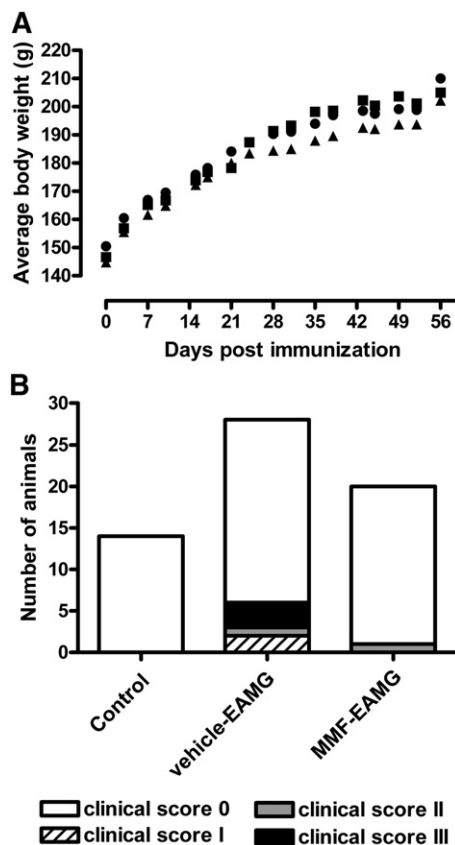 A
Average body weight (g)
220
210
200
190
180
170
160
150
140
0 7 14 21 28 35 42 49 56
Days post immunization
B
Number of animals
30
25
20
15
10
5
0
Control
vehicle-EAMG
MMF-EAMG
clinical score 0
clinical score II
clinical score I
clinical score III